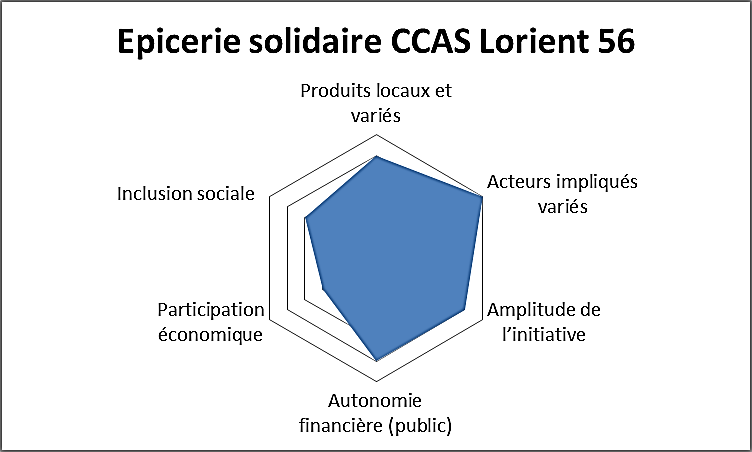 Epicerie solidaire CCAS Lorient 56
Produits locaux et
variés
Acteurs impliqués
variés
Inclusion sociale
Participation
économique
Amplitude de
l’initiative
Autonomie
financière (public)